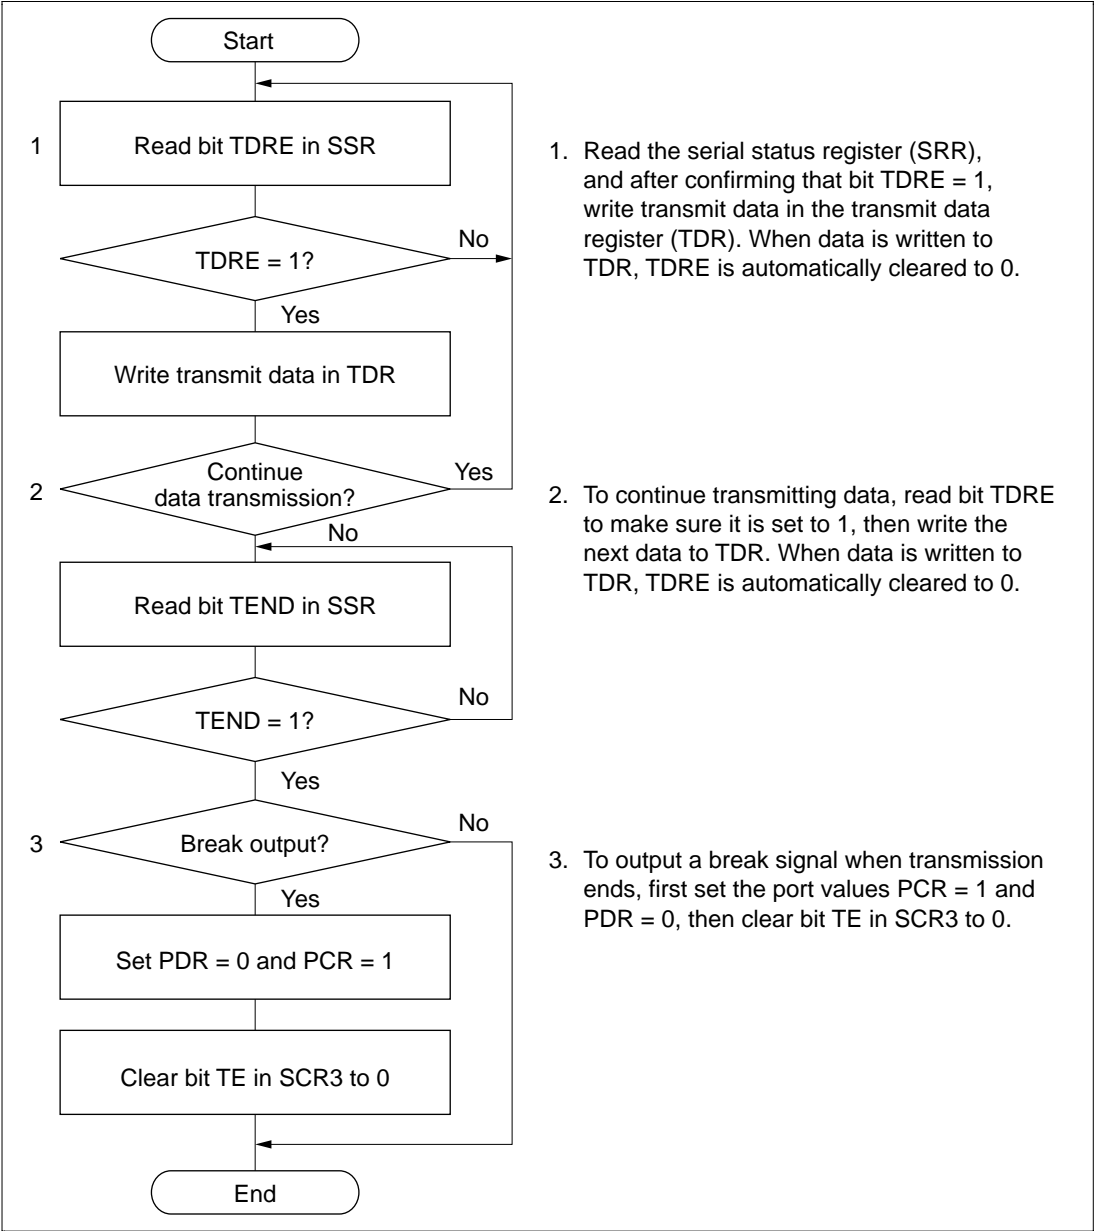 Start
1
Read bit TDRE in SSR
TDRE = 1?
No
Yes
Write transmit data in TDR
2
Continue
data transmission?
Yes
No
Read bit TEND in SSR
TEND = 1?
No
Yes
3
Break output?
No
Yes
Set PDR = 0 and PCR = 1
Clear bit TE in SCR3 to 0
End
1. Read the serial status register (SRR),
and after confirming that bit TDRE = 1,
write transmit data in the transmit data
register (TDR). When data is written to
TDR, TDRE is automatically cleared to 0.
2. To continue transmitting data, read bit TDRE
to make sure it is set to 1, then write the
next data to TDR. When data is written to
TDR, TDRE is automatically cleared to 0.
3. To output a break signal when transmission
ends, first set the port values PCR = 1 and
PDR = 0, then clear bit TE in SCR3 to 0.